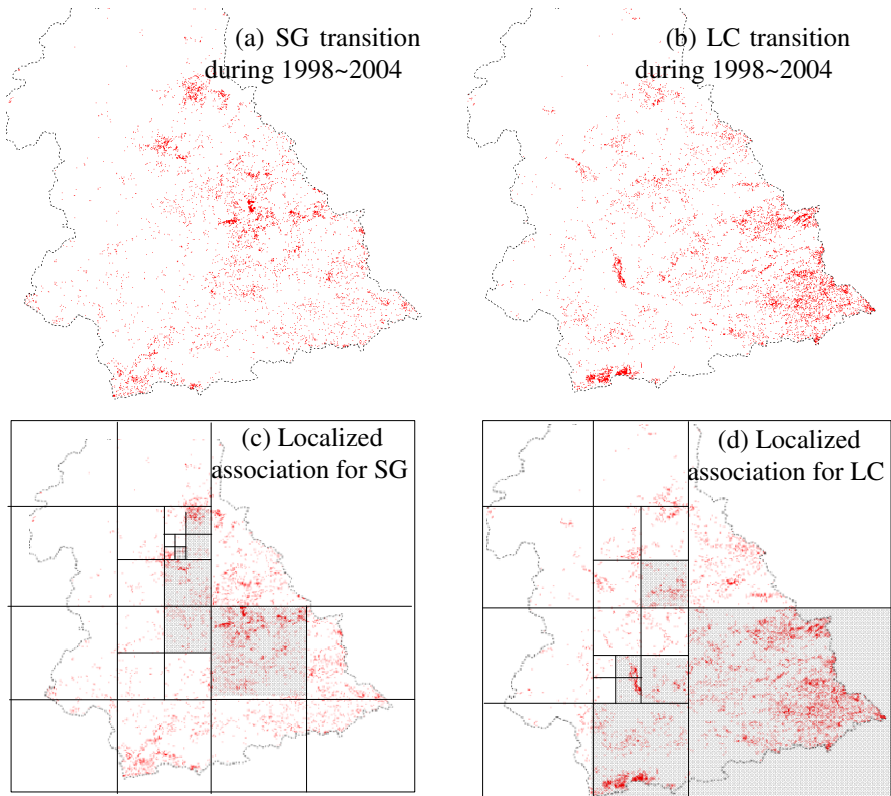 (a) SG transition
during 1998~2004
(b) LC transition
during 1998~2004
(c) Localized
association for SG
(d) Localized
association for LC